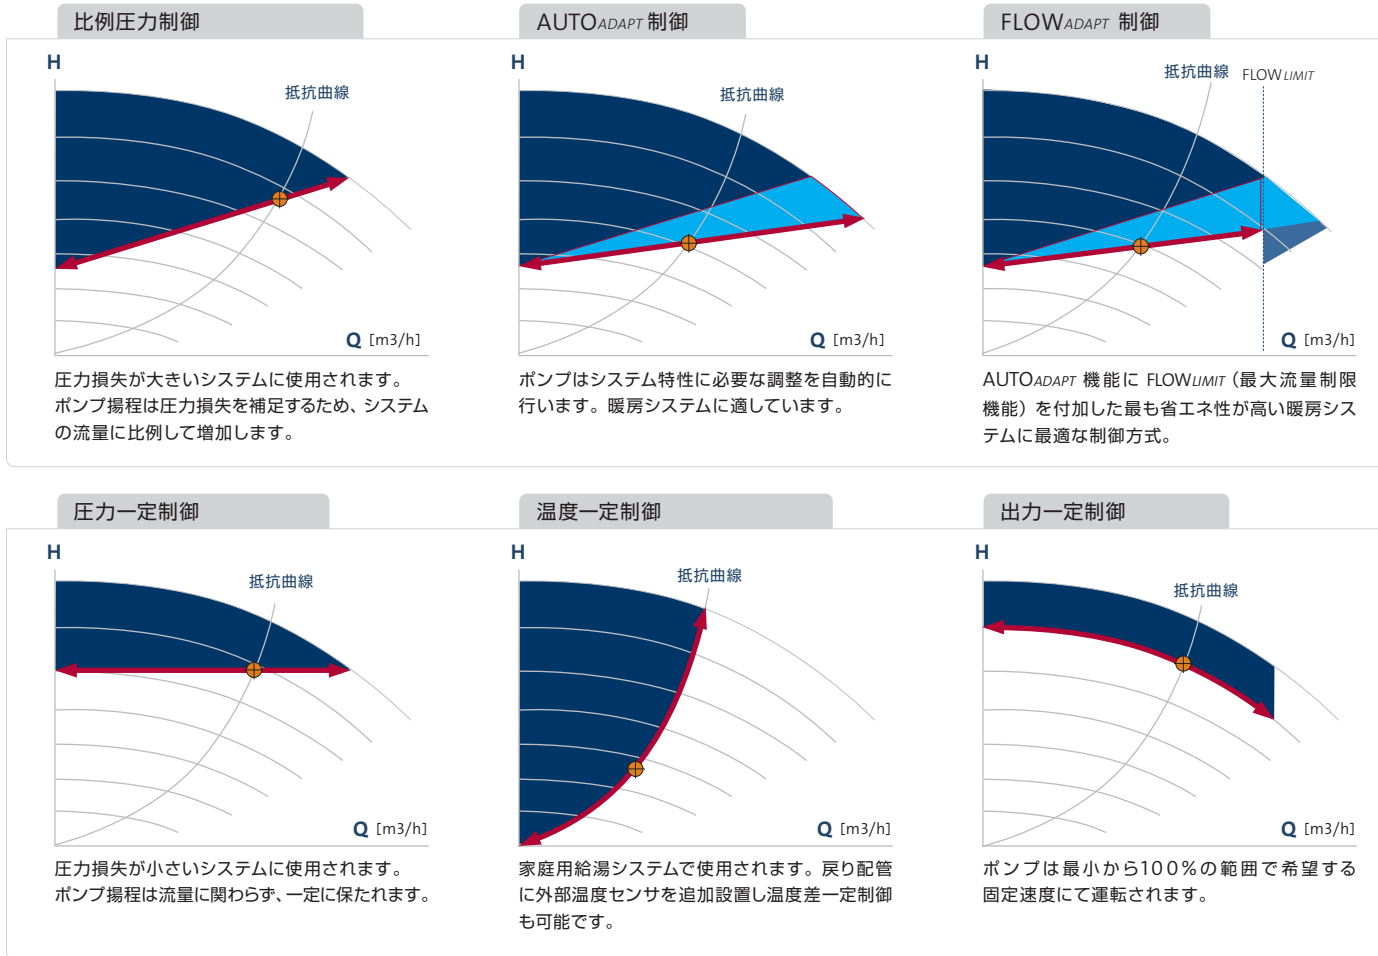 比例圧力制御
H
抵抗曲線
Q [m3/h]
圧力損失が大きいシステムに使用されます。
ポンプ揚程は圧力損失を補足するため、システム
の流量に比例して増加します。
AUTOADAPT 制御
H
抵抗曲線
Q [m3/h]
ポンプはシステム特性に必要な調整を自動的に
行います。暖房システムに適しています。
FLOWADAPT 制御
H
抵抗曲線
FLOWLIMIT
Q [m3/h]
AUTOADAPT 機能に FLOWLIMIT（最大流量制限
機能）を付加した最も省エネ性が高い暖房シス
テムに最適な制御方式。
圧力一定制御
H
抵抗曲線
Q [m3/h]
圧力損失が小さいシステムに使用されます。
ポンプ揚程は流量に関わらず、一定に保たれます。
温度一定制御
H
抵抗曲線
Q [m3/h]
家庭用給湯システムで使用されます。戻り配管
に外部温度センサを追加設置し温度差一定制御
も可能です。
出力一定制御
H
抵抗曲線
Q [m3/h]
ポンプは最小から100％の範囲で希望する
固定速度にて運転されます。